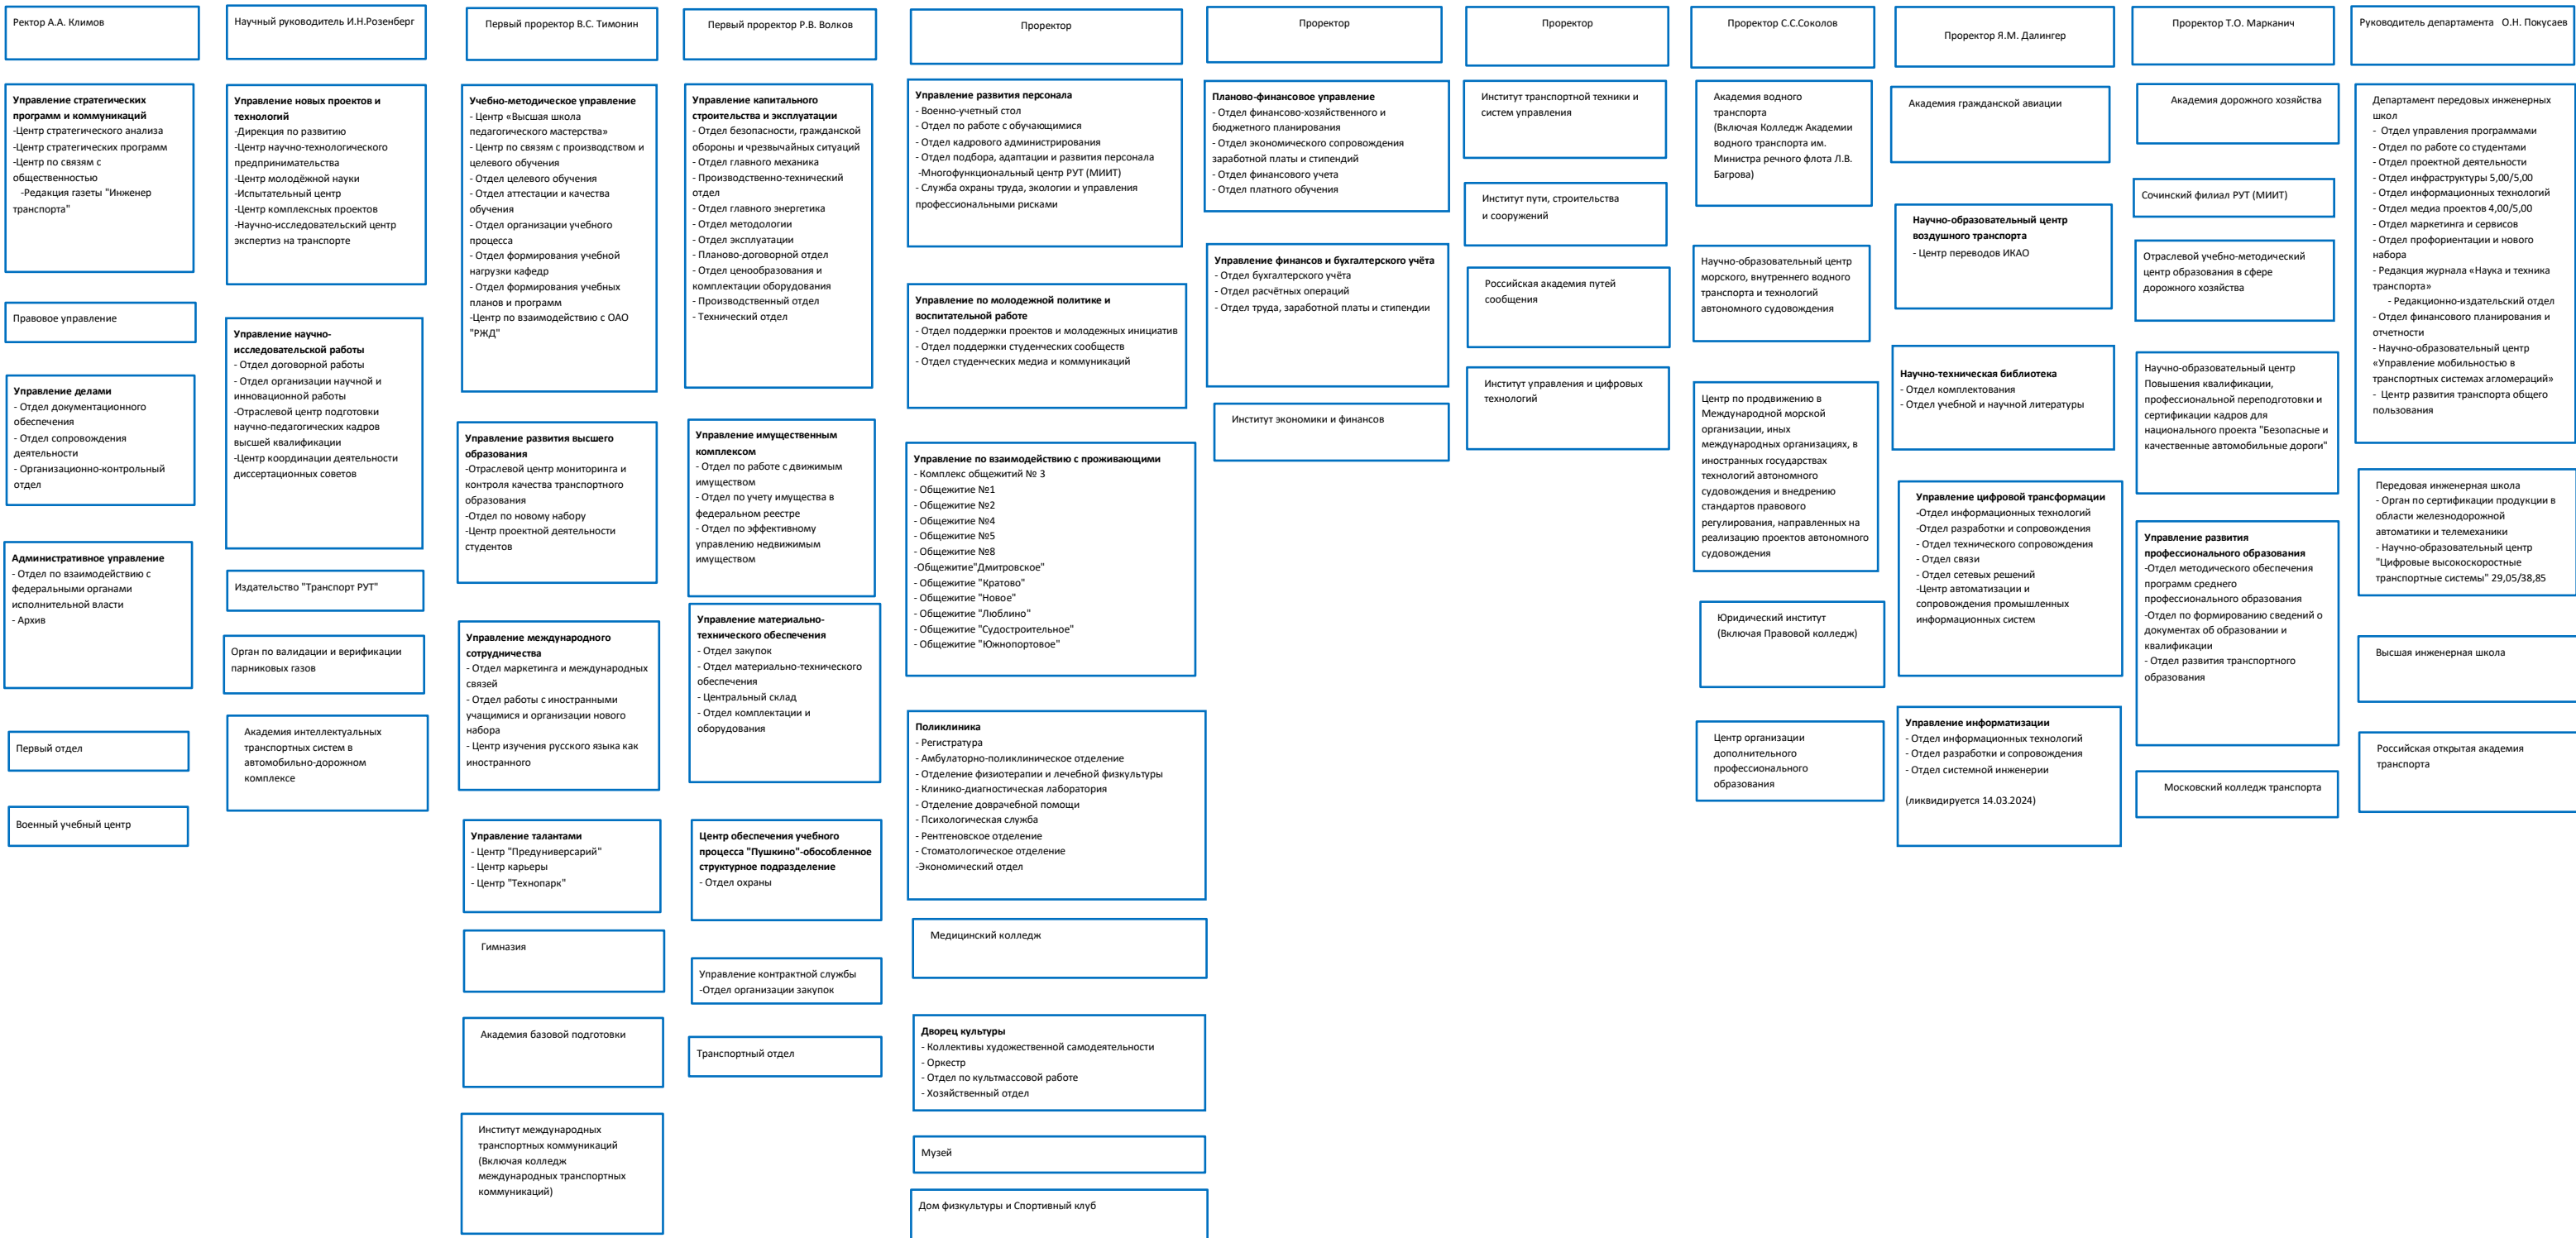 Ректор А.А. Климов
Управление стратегических
программ и коммуникаций
-Центр стратегического анализа
-Центр стратегических программ
-Центр по связям с
общественностью
-Редакция газеты "Инженер
транспорта"
Правовое управление
Управление делами
- Отдел документационного
обеспечения
- Отдел сопровождения
деятельности
- Организационно-контрольный
отдел
Административное управление
- Отдел по взаимодействию с
федеральными органами
исполнительной власти
- Архив
Первый отдел
Военный учебный центр
Научный руководитель И.Н.Розенберг
Управление новых проектов и
технологий
-Дирекция по развитию
-Центр научно-технологического
предпринимательства
-Центр молодёжной науки
-Испытательный центр
-Центр комплексных проектов
-Научно-исследовательский центр
экспертиз на транспорте
Управление научно-
исследовательской работы
- Отдел договорной работы
- Отдел организации научной и
инновационной работы
-Отраслевой центр подготовки
научно-педагогических кадров
высшей квалификации
-Центр координации деятельности
диссертационных советов
Издательство "Транспорт РУТ"
Орган по валидации и верификации
парниковых газов
Академия интеллектуальных
транспортных систем в
автомобильно-дорожном
комплексе
Первый проректор В.С. Тимонин
Учебно-методическое управление
- Центр «Высшая школа
педагогического мастерства»
- Центр по связям с производством и
целевого обучения
- Отдел целевого обучения
- Отдел аттестации и качества
обучения
- Отдел организации учебного
процесса
- Отдел формирования учебной
нагрузки кафедр
- Отдел формирования учебных
планов и программ
-Центр по взаимодействию с ОАО
"РЖД"
Управление развития высшего
образования
-Отраслевой центр мониторинга и
контроля качества транспортного
образования
-Отдел по новому набору
-Центр проектной деятельности
студентов
Управление международного
сотрудничества
- Отдел маркетинга и международных
связей
- Отдел работы с иностранными
учащимися и организации нового
набора
- Центр изучения русского языка как
иностранного
Управление талантами
- Центр "Предуниверсарий"
- Центр карьеры
- Центр "Технопарк"
Гимназия
Академия базовой подготовки
Институт международных
транспортных коммуникаций
(Включая колледж
международных транспортных
коммуникаций)
Первый проректор Р.В. Волков
Управление капитального
строительства и эксплуатации
- Отдел безопасности, гражданской
обороны и чрезвычайных ситуаций
- Отдел главного механика
- Производственно-технический
отдел
- Отдел главного энергетика
- Отдел методологии
- Отдел эксплуатации
- Планово-договорной отдел
- Отдел ценообразования и
комплектации оборудования
- Производственный отдел
- Технический отдел
Управление имущественным
комплексом
- Отдел по работе с движимым
имуществом
- Отдел по учету имущества в
федеральном реестре
- Отдел по эффективному
управлению недвижимым
имуществом
Управление материально-
технического обеспечения
- Отдел закупок
- Отдел материально-технического
обеспечения
- Центральный склад
- Отдел комплектации и
оборудования
Центр обеспечения учебного
процесса "Пушкино"-обособленное
структурное подразделение
- Отдел охраны
Управление контрактной службы
-Отдел организации закупок
Транспортный отдел
Проректор
Управление развития персонала
- Военно-учетный стол
- Отдел по работе с обучающимися
- Отдел кадрового администрирования
- Отдел подбора, адаптации и развития персонала
-Многофункциональный центр РУТ (МИИТ)
- Служба охраны труда, экологии и управления
профессиональными рисками
Управление по молодежной политике и
воспитательной работе
- Отдел поддержки проектов и молодежных инициатив
- Отдел поддержки студенческих сообществ
- Отдел студенческих медиа и коммуникаций
Управление по взаимодействию с проживающими
- Комплекс общежитий № 3
- Общежитие №1
- Общежитие №2
- Общежитие №4
- Общежитие №5
- Общежитие №8
-Общежитие"Дмитровское"
- Общежитие "Кратово"
- Общежитие "Новое"
- Общежитие "Люблино"
- Общежитие "Судостроительное"
- Общежитие "Южнопортовое"
Поликлиника
- Регистратура
- Амбулаторно-поликлиническое отделение
- Отделение физиотерапии и лечебной физкультуры
- Клинико-диагностическая лаборатория
- Отделение доврачебной помощи
- Психологическая служба
- Рентгеновское отделение
- Стоматологическое отделение
-Экономический отдел
Медицинский колледж
Дворец культуры
- Коллективы художественной самодеятельности
- Оркестр
- Отдел по культмассовой работе
- Хозяйственный отдел
Музей
Дом физкультуры и Спортивный клуб
Проректор
Планово-финансовое управление
- Отдел финансово-хозяйственного и
бюджетного планирования
- Отдел экономического сопровождения
заработной платы и стипендий
- Отдел финансового учета
- Отдел платного обучения
Управление финансов и бухгалтерского учёта
- Отдел бухгалтерского учёта
- Отдел расчётных операций
- Отдел труда, заработной платы и стипендии
Институт экономики и финансов
Проректор
Институт транспортной техники и
систем управления
Институт пути, строительства
и сооружений
Российская академия путей
сообщения
Институт управления и цифровых
технологий
Проректор С.С.Соколов
Академия водного
транспорта
(Включая Колледж Академии
водного транспорта им.
Министра речного флота Л.В.
Багрова)
Научно-образовательный центр
морского, внутреннего водного
транспорта и технологий
автономного судовождения
Центр по продвижению в
Международной морской
организации, иных
международных организациях, в
иностранных государствах
технологий автономного
судовождения и внедрению
стандартов правового
регулирования, направленных на
реализацию проектов автономного
судовождения
Юридический институт
(Включая Правовой колледж)
Центр организации
дополнительного
профессионального
образования
Проректор Я.М. Далингер
Академия гражданской авиации
Научно-образовательный центр
воздушного транспорта
- Центр переводов ИКАО
Научно-техническая библиотека
- Отдел комплектования
- Отдел учебной и научной литературы
Управление цифровой трансформации
-Отдел информационных технологий
-Отдел разработки и сопровождения
- Отдел технического сопровождения
- Отдел связи
- Отдел сетевых решений
-Центр автоматизации и
сопровождения промышленных
информационных систем
Управление информатизации
- Отдел информационных технологий
- Отдел разработки и сопровождения
- Отдел системной инженерии
(ликвидируется 14.03.2024)
Проректор Т.О. Марканич
Академия дорожного хозяйства
Сочинский филиал РУТ (МИИТ)
Отраслевой учебно-методический
центр образования в сфере
дорожного хозяйства
Научно-образовательный центр
Повышения квалификации,
профессиональной переподготовки и
сертификации кадров для
национального проекта "Безопасные и
качественные автомобильные дороги"
Управление развития
профессионального образования
-Отдел методического обеспечения
программ среднего
профессионального образования
-Отдел по формированию сведений о
документах об образовании и
квалификации
- Отдел развития транспортного
образования
Московский колледж транспорта
Руководитель департамента О.Н. Покусаев
Департамент передовых инженерных
школ
- Отдел управления программами
- Отдел по работе со студентами
- Отдел проектной деятельности
- Отдел инфраструктуры 5,00/5,00
- Отдел информационных технологий
- Отдел медиа проектов 4,00/5,00
- Отдел маркетинга и сервисов
- Отдел профориентации и нового
набора
- Редакция журнала «Наука и техника
транспорта»
- Редакционно-издательский отдел
- Отдел финансового планирования и
отчетности
- Научно-образовательный центр
«Управление мобильностью в
транспортных системах агломераций»
- Центр развития транспорта общего
пользования
Передовая инженерная школа
- Орган по сертификации продукции в
области железнодорожной
автоматики и телемеханики
- Научно-образовательный центр
"Цифровые высокоскоростные
транспортные системы" 29,05/38,85
Высшая инженерная школа
Российская открытая академия
транспорта